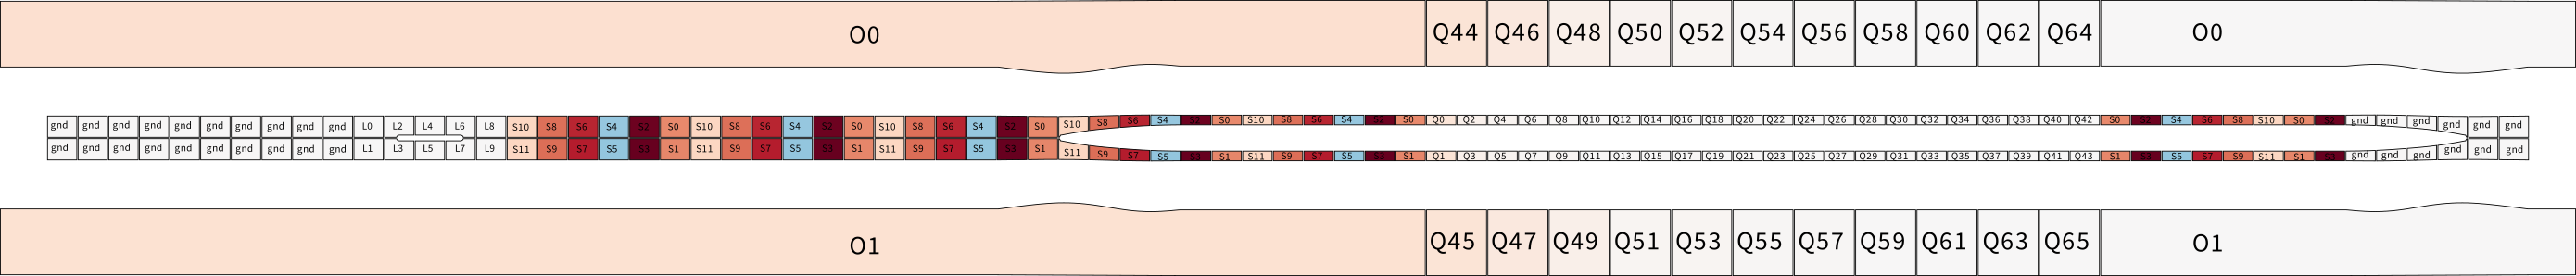 O0 Q44 Q46 Q48 Q50 Q52 Q54 Q56 Q58 Q60 Q62 Q64 O0
gnd gnd gnd gnd gnd gnd gnd gnd gnd gnd L0 L2 L4 L6 L8 S10 S8 S6 S4 S2 S0 S10 S8 S6 S4 S2 S0 S10 S8 S6 S4 S2 S0 S10 S8 S6 S4 S2 S0 S10 S8 S6 S4 S2 S0 Q0 Q2 Q4 Q6 Q8 Q10 Q12 Q14 Q16 Q18 Q20 Q22 Q24 Q26 Q28 Q30 Q32 Q34 Q36 Q38 Q40 Q42 S0 S2 S4 S6 S8 S10 S0 S2 gnd gnd gnd gnd gnd gnd
gnd gnd gnd gnd gnd gnd gnd gnd gnd gnd L1 L3 L5 L7 L9 S11 S9 S7 S5 S3 S1 S11 S9 S7 S5 S3 S1 S11 S9 S7 S5 S3 S1 S11 S9 S7 S5 S3 S1 S11 S9 S7 S5 S3 S1 Q1 Q3 Q5 Q7 Q9 Q11 Q13 Q15 Q17 Q19 Q21 Q23 Q25 Q27 Q29 Q31 Q33 Q35 Q37 Q39 Q41 Q43 S1 S3 S5 S7 S9 S11 S1 S3 gnd gnd gnd gnd gnd gnd
O1 Q45 Q47 Q49 Q51 Q53 Q55 Q57 Q59 Q61 Q63 Q65 O1